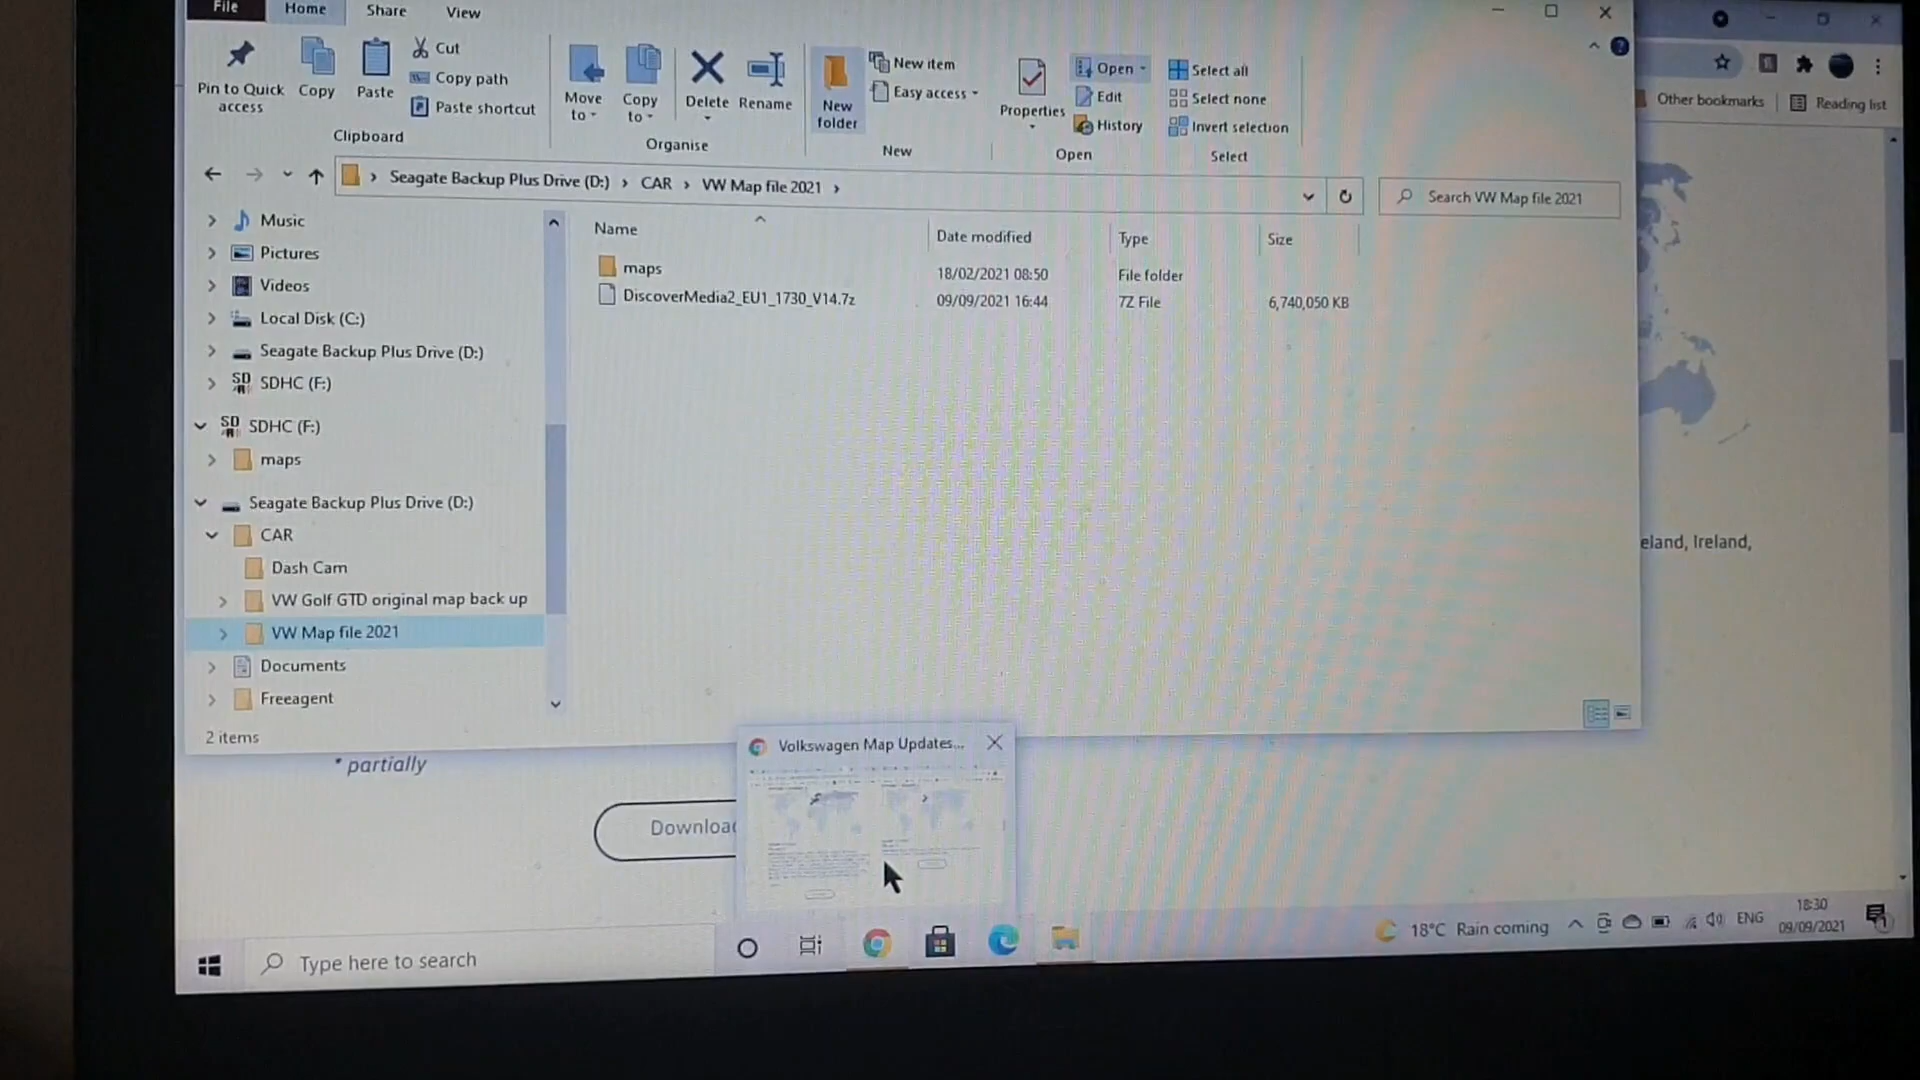 File Home Share View
Pin to Quick access
Copy
Paste
Cut
Copy path
Paste shortcut
Clipboard
Move to
Copy to
Delete
Rename
Organise
New folder
New item
Easy access
New
Properties
Open
Edit
History
Open
Select all
Select none
Invert selection
Select
Other bookmarks
Reading list
Seagate Backup Plus Drive (D:) › CAR › VW Map file 2021 ›
Search VW Map file 2021
Music
Pictures
Videos
Local Disk (C:)
Seagate Backup Plus Drive (D:)
SDHC (F:)
SDHC (F:)
maps
Seagate Backup Plus Drive (D:)
CAR
Dash Cam
VW Golf GTD original map back up
VW Map file 2021
Documents
Freeagent
2 items
Name Date modified Type Size
maps 18/02/2021 08:50 File folder
DiscoverMedia2_EU1_1730_V14.7z 09/09/2021 16:44 7Z File 6,740,050 KB
eland, Ireland,
* partially
Downloa
Volkswagen Map Updates...
Type here to search
18°C Rain coming
ENG
18:30
09/09/2021
1